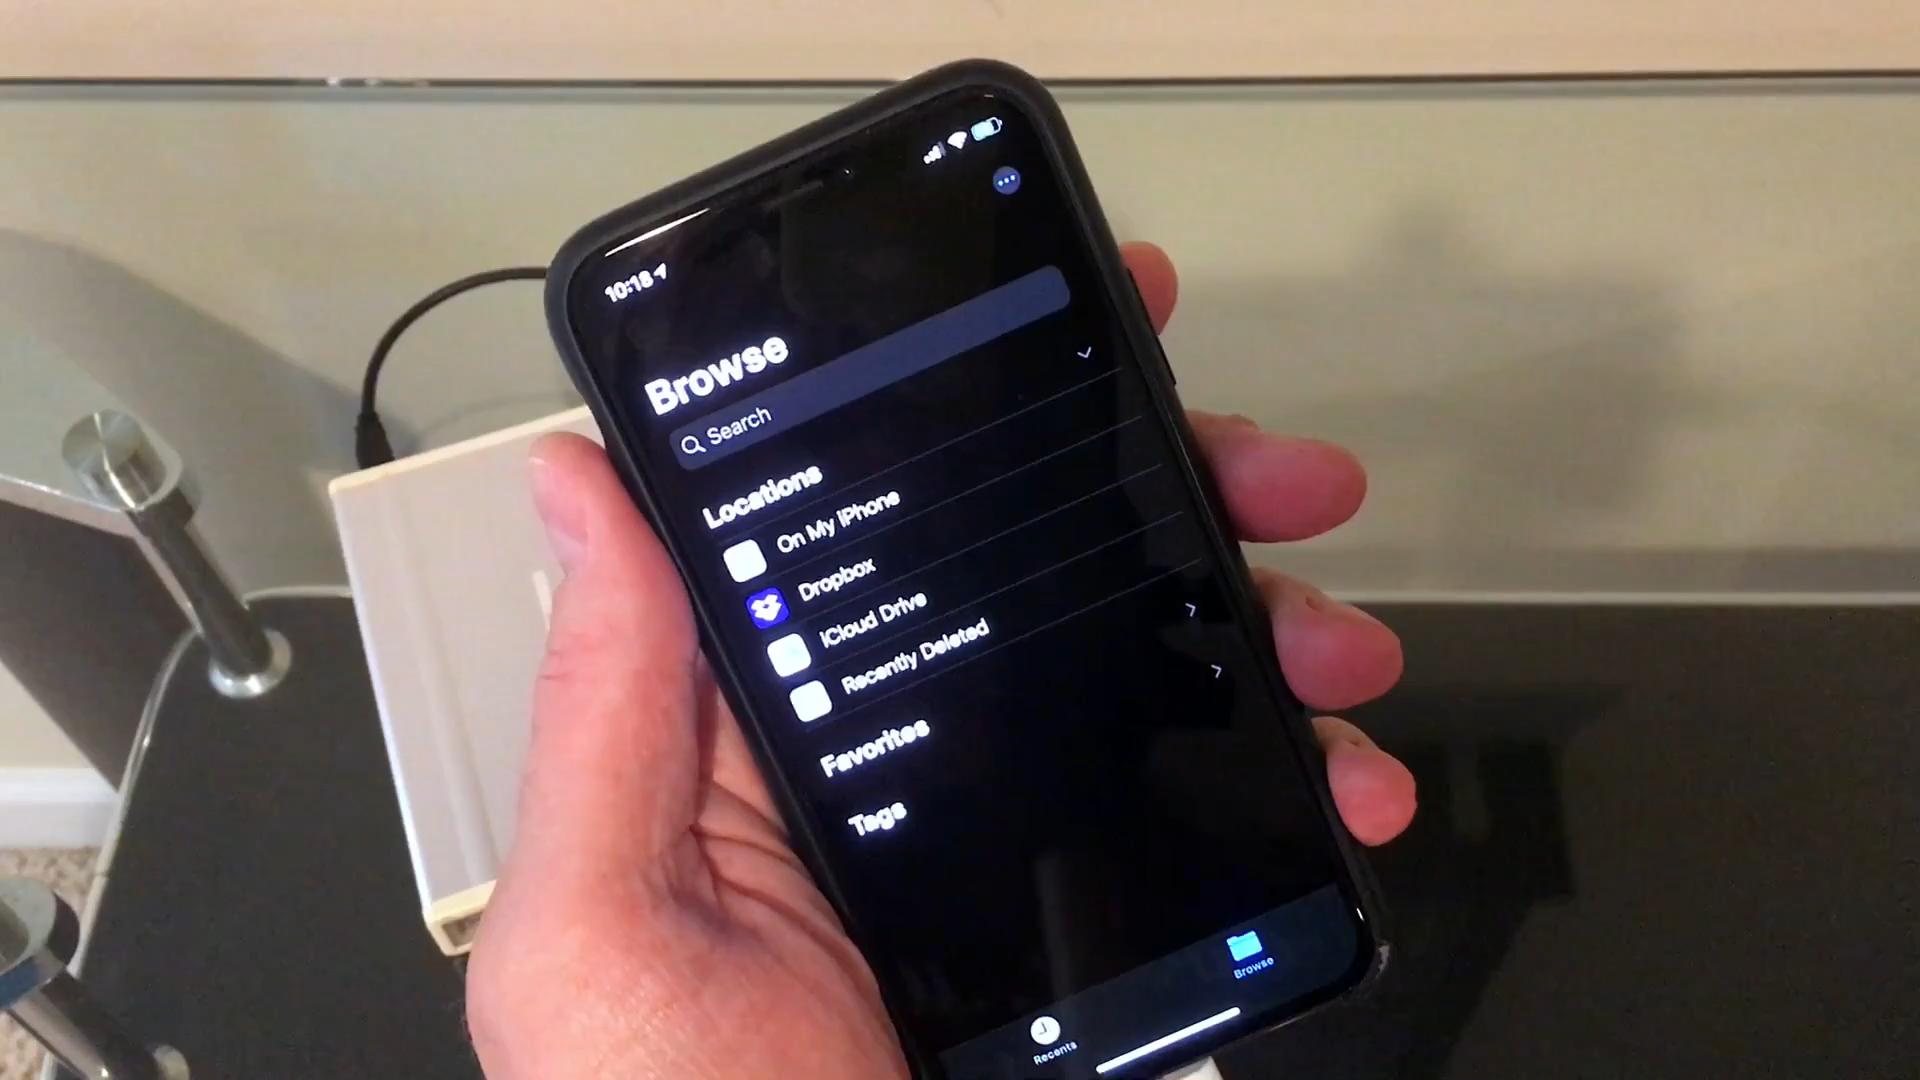 10:18
Browse
Search
Locations
On My iPhone
Dropbox
iCloud Drive
Recently Deleted
Favorites
Tags
Recents
Browse